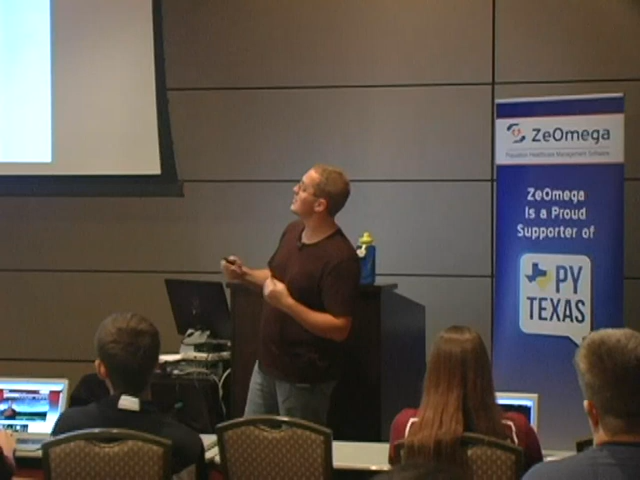 ZeOmega
Population Healthcare Management Software
ZeOmega
Is a Proud
Supporter of
PY
TEXAS